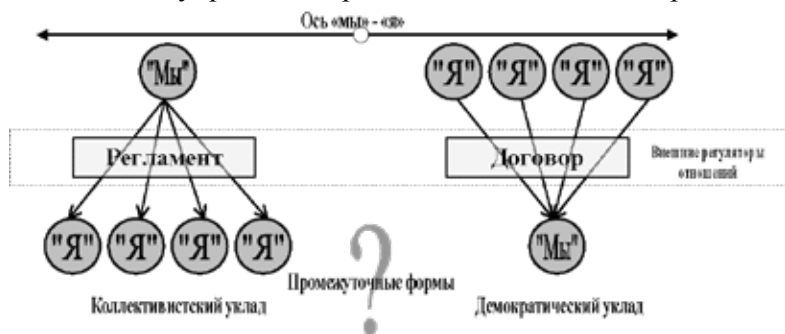 Ось «мы» - «я»
"Мы"
"Я" "Я" "Я" "Я"
Регламент
Договор
Внешние регуляторы
отношений
"Я" "Я" "Я" "Я"
?
"Мы"
Промежуточные формы
Коллективистский уклад
Демократический уклад